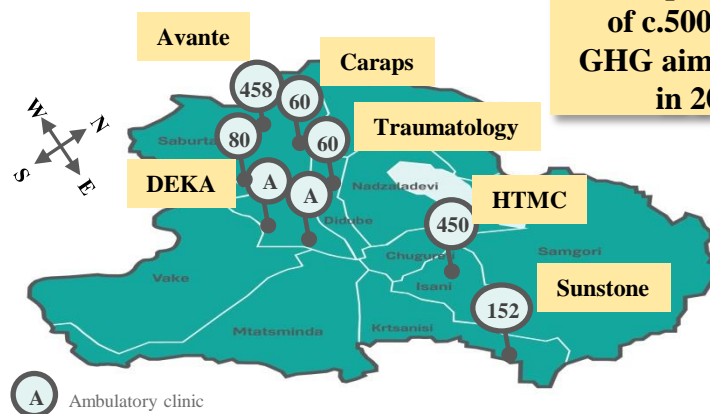 of c.500
GHG aim
in 20
Avante
Caraps
458
60
W
N
S
E
Saburta
80
60
Traumatology
DEKA
A
A
Nadzaladevi
HTMC
Didube
450
Chugureti
Samgori
Vake
Isani
Sunstone
152
Mtatsminda
Krtsanisi
A Ambulatory clinic